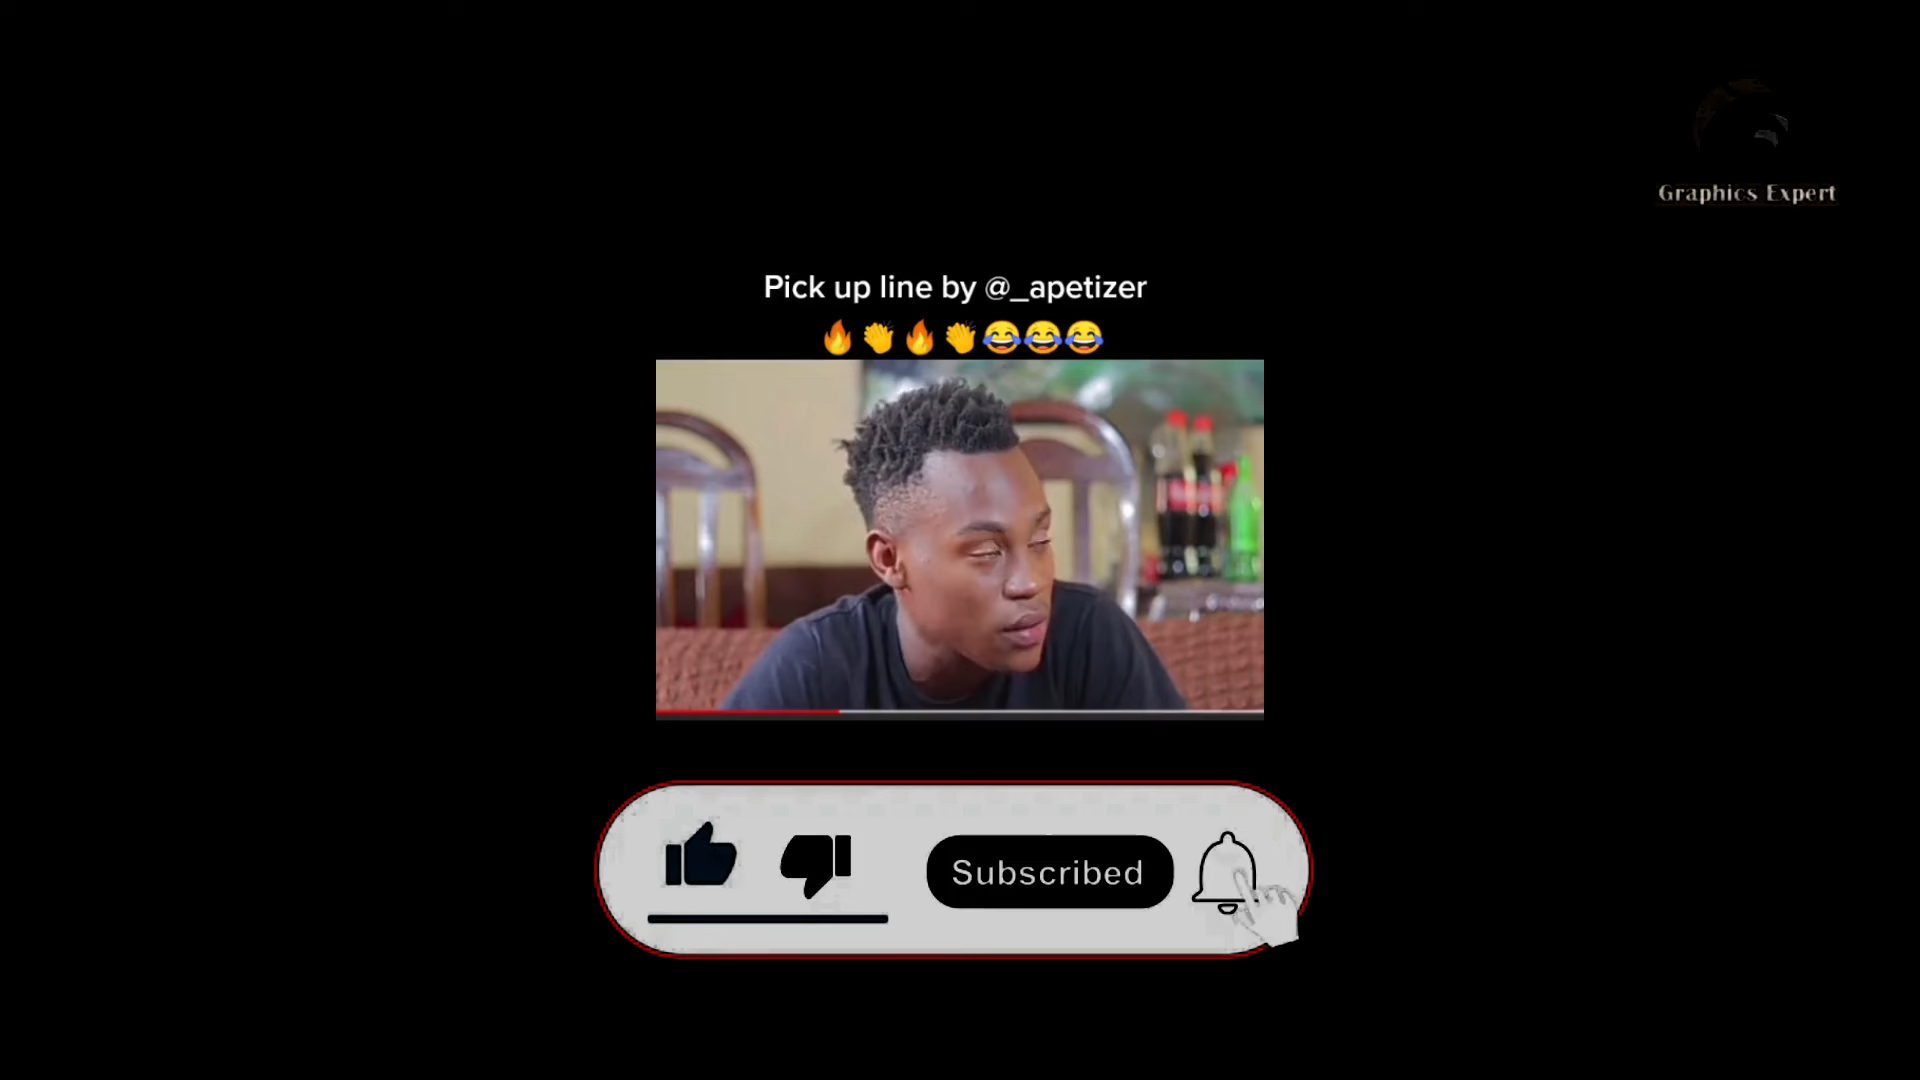 Graphics Expert
Pick up line by @_apetizer
🔥👏🔥👏😂😂😂
Subscribed